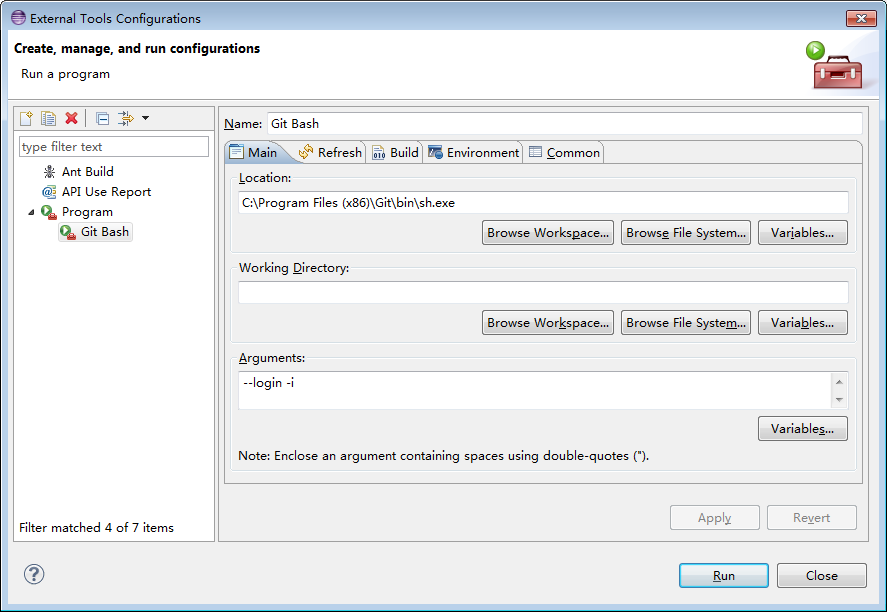 External Tools Configurations
Create, manage, and run configurations
Run a program
type filter text
Ant Build
API Use Report
Program
Git Bash
Filter matched 4 of 7 items
Name: Git Bash
Main Refresh Build Environment Common
Location:
C:\Program Files (x86)\Git\bin\sh.exe
Browse Workspace... Browse File System... Variables...
Working Directory:
Browse Workspace... Browse File System... Variables...
Arguments:
--login -i
Variables...
Note: Enclose an argument containing spaces using double-quotes (").
Apply Revert
Run Close